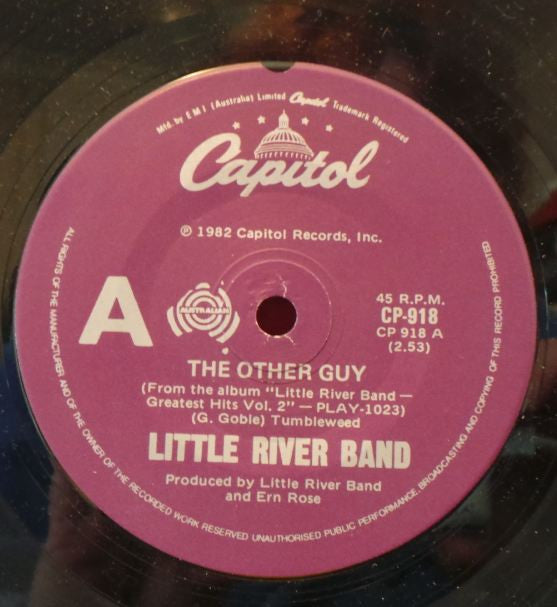 Mfd. by EMI (Australia) Limited Capitol Trademark Registered
Capitol
℗ 1982 Capitol Records, Inc.
A
AUSTRALIAN
45 R.P.M.
CP-918
CP 918 A
(2.53)
THE OTHER GUY
(From the album "Little River Band —
Greatest Hits Vol. 2" — PLAY-1023)
(G. Goble) Tumbleweed
LITTLE RIVER BAND
Produced by Little River Band
and Ern Rose
ALL RIGHTS OF THE MANUFACTURER AND OF THE OWNER OF THE RECORDED WORK RESERVED UNAUTHORISED PUBLIC PERFORMANCE, BROADCASTING AND COPYING OF THIS RECORD PROHIBITED